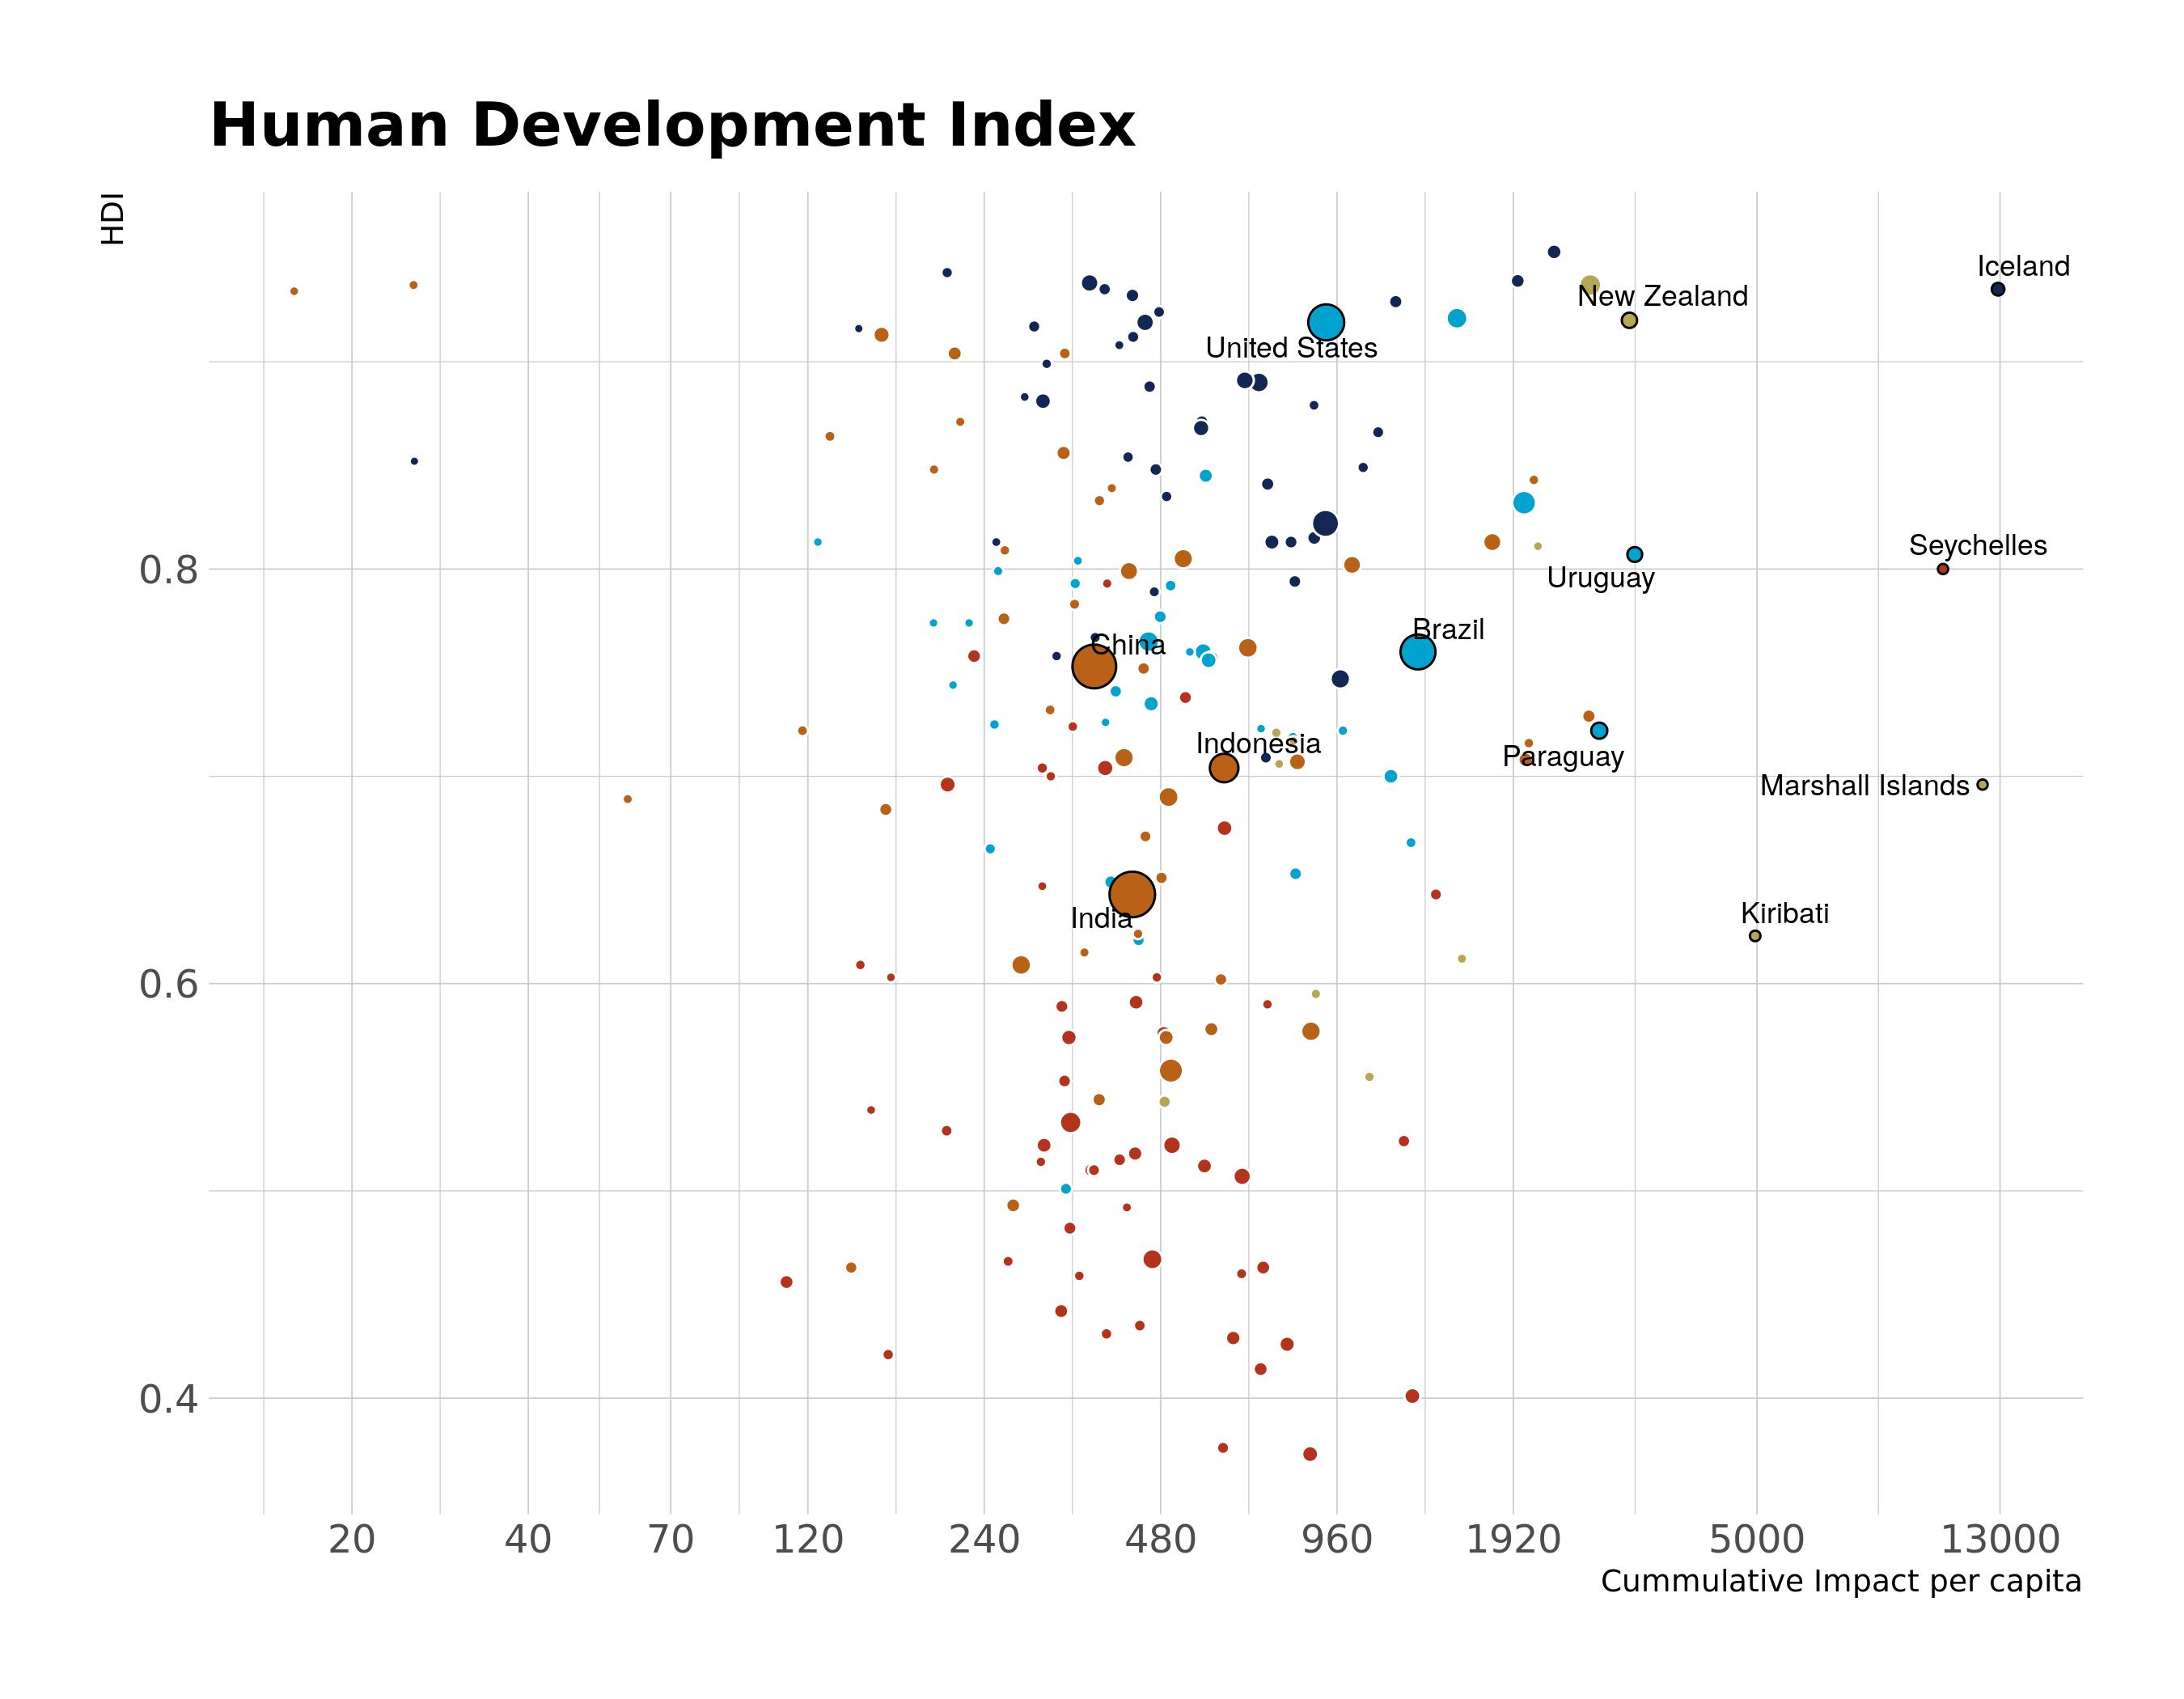 Human Development Index
HDI
Iceland
New Zealand
United States
Seychelles
Uruguay
Brazil
China
Indonesia
Paraguay
Marshall Islands
India
Kiribati
0.8
0.6
0.4
20 40 70 120 240 480 960 1920 5000 13000
Cummulative Impact per capita